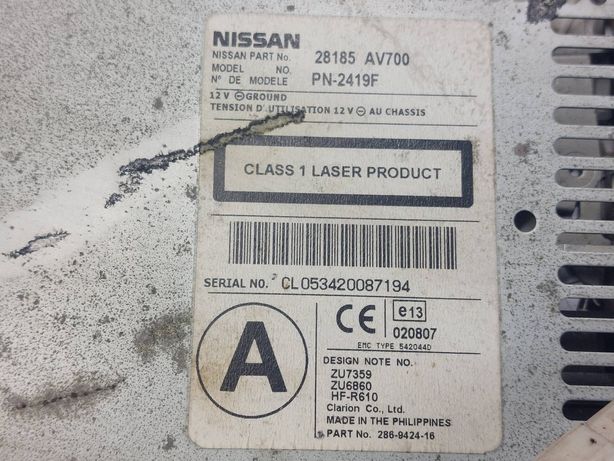 NISSAN
NISSAN PART No. 28185 AV700
MODEL NO.
N° DE MODELE PN-2419F
12 V ⊖ GROUND
TENSION D'UTILISATION 12 V ⊖ AU CHASSIS
CLASS 1 LASER PRODUCT
SERIAL NO. CL053420087194
A
CE e13
020807
EMC TYPE 542044D
DESIGN NOTE NO.
ZU7359
ZU6860
HF-R610
Clarion Co., Ltd.
MADE IN THE PHILIPPINES
PART No. 286-9424-16